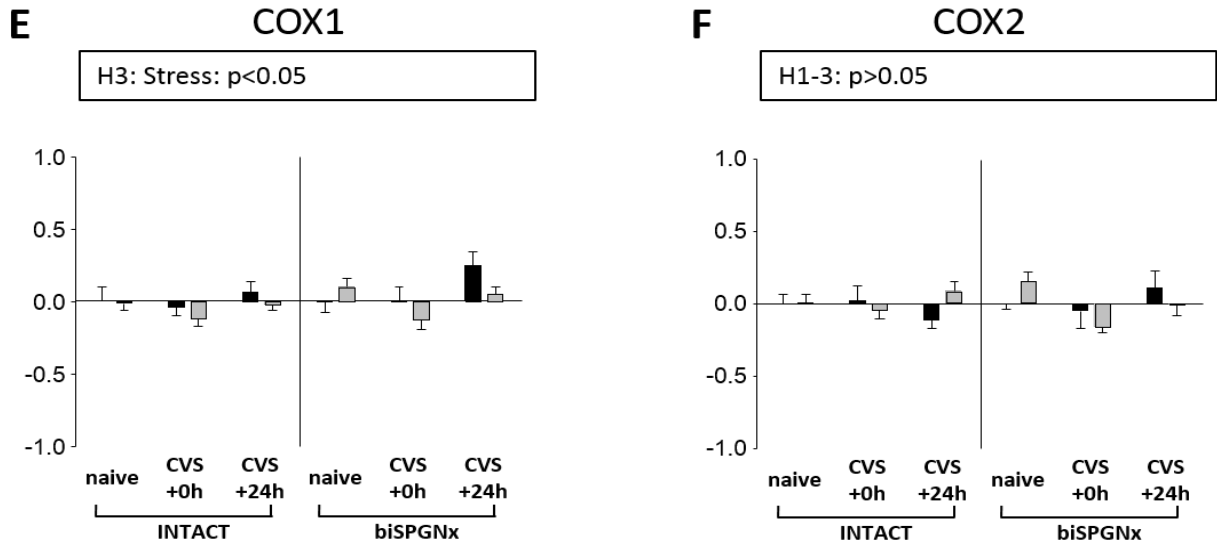 E
COX1
H3: Stress: p<0.05
1.0
0.5
0.0
-0.5
-1.0
naive
CVS
+0h
CVS
+24h
naive
CVS
+0h
CVS
+24h
INTACT
biSPGNx
F
COX2
H1-3: p>0.05
1.0
0.5
0.0
-0.5
-1.0
naive
CVS
+0h
CVS
+24h
naive
CVS
+0h
CVS
+24h
INTACT
biSPGNx